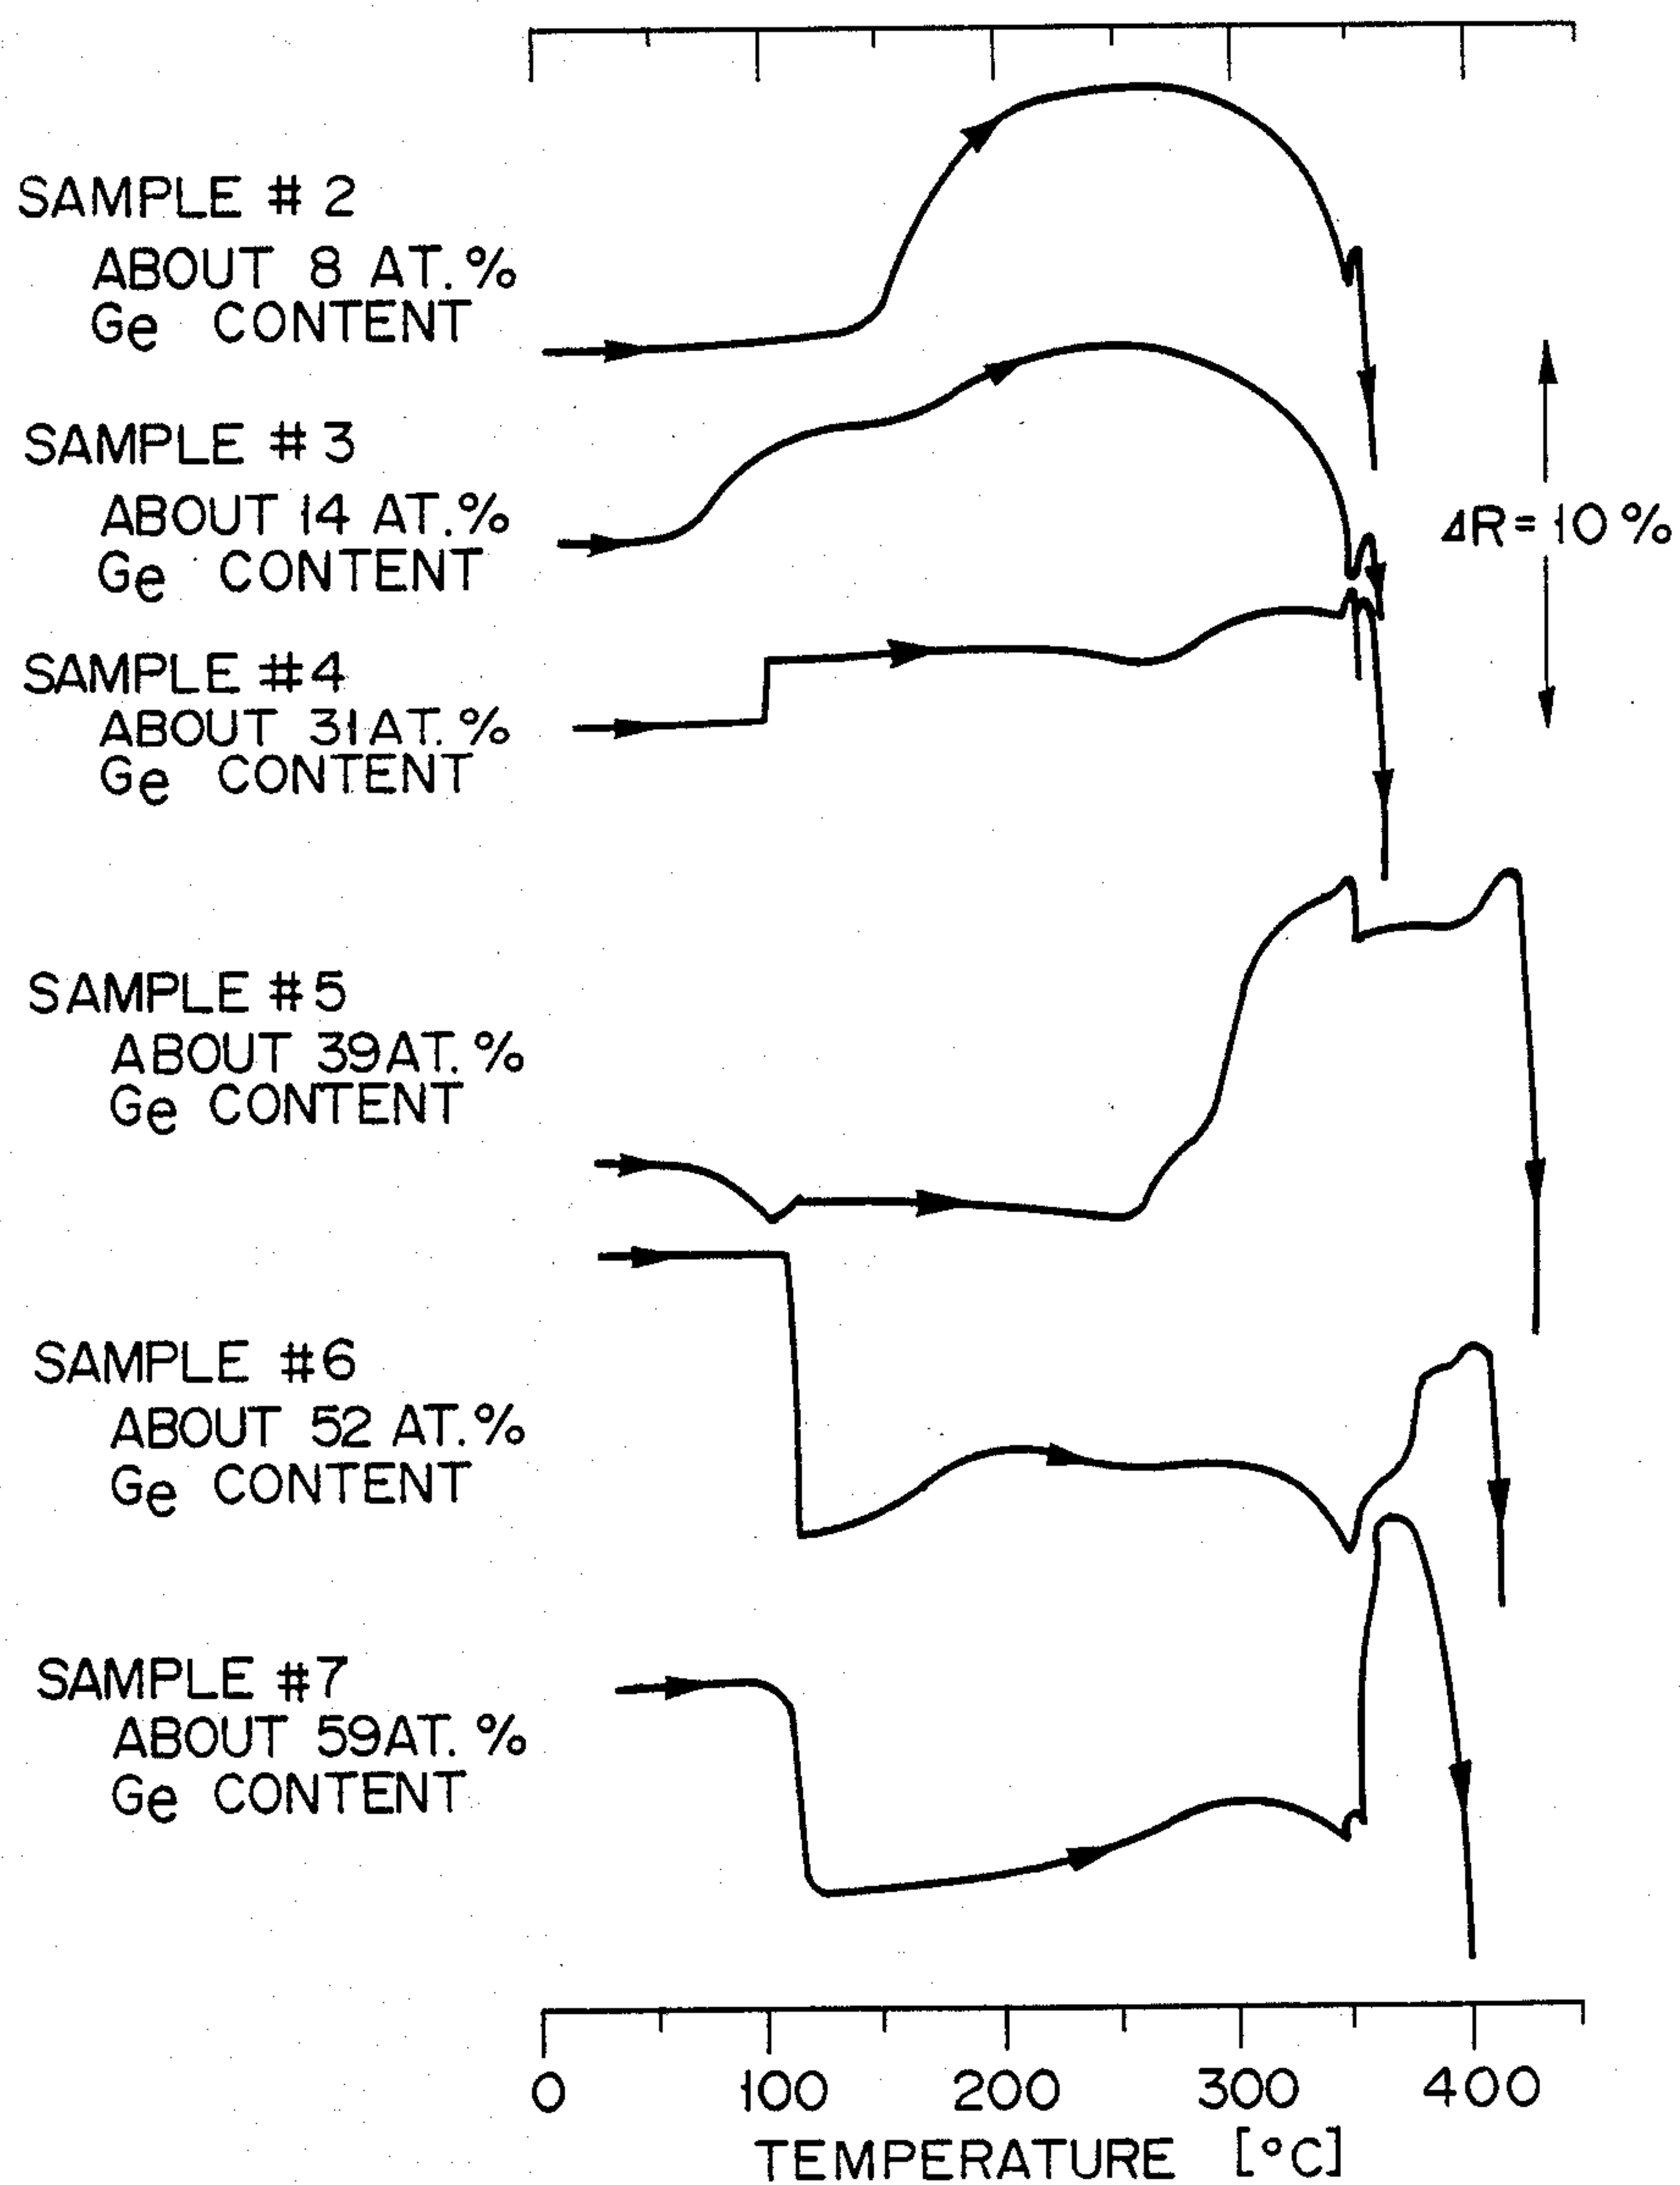 SAMPLE # 2
ABOUT 8 AT.%
Ge CONTENT
SAMPLE # 3
ABOUT 14 AT.%
Ge CONTENT
ΔR = 10 %
SAMPLE #4
ABOUT 31 AT.%
Ge CONTENT
SAMPLE #5
ABOUT 39 AT.%
Ge CONTENT
SAMPLE #6
ABOUT 52 AT.%
Ge CONTENT
SAMPLE #7
ABOUT 59 AT. %
Ge CONTENT
0 100 200 300 400
TEMPERATURE [°C]